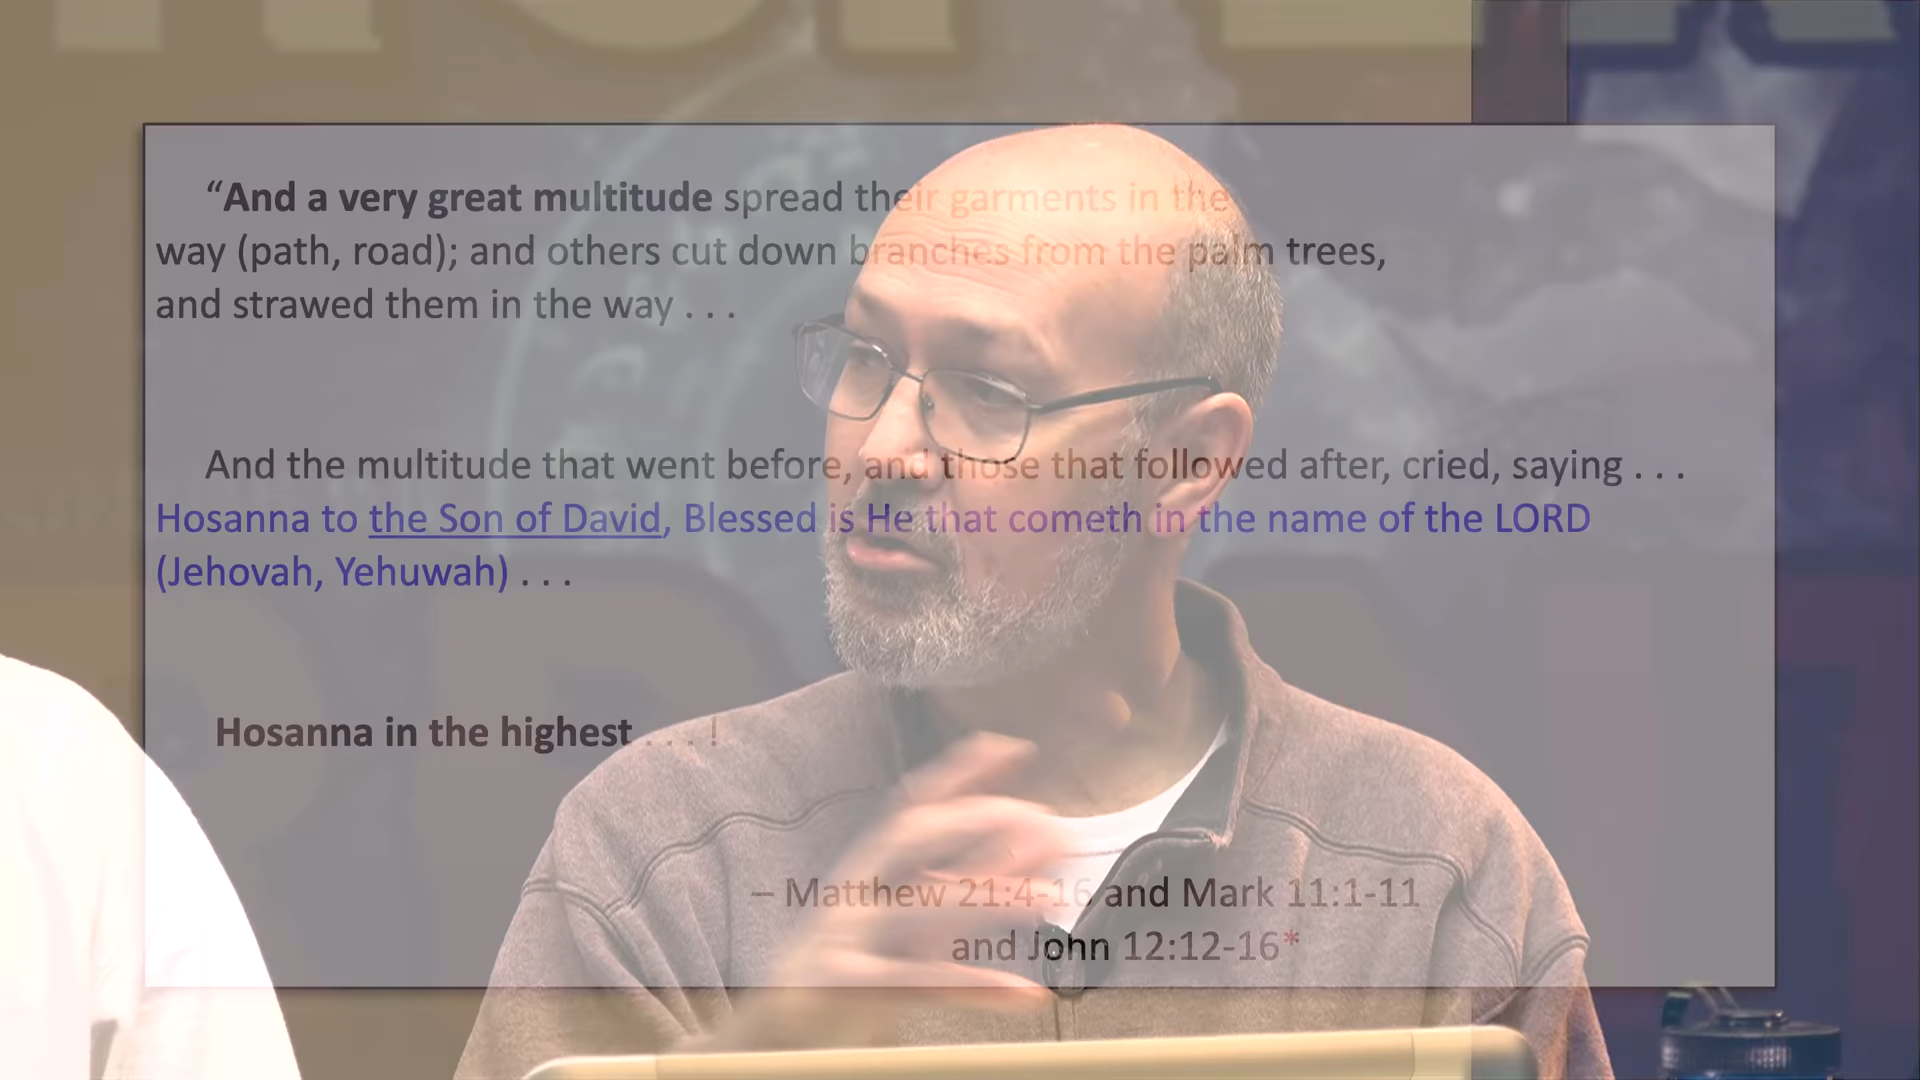 “And a very great multitude spread their garments in the
way (path, road); and others cut down branches from the palm trees,
and strawed them in the way . . .
And the multitude that went before, and those that followed after, cried, saying . . .
Hosanna to the Son of David, Blessed is He that cometh in the name of the LORD
(Jehovah, Yehuwah) . . .
Hosanna in the highest . . . !
– Matthew 21:4-16 and Mark 11:1-11
and John 12:12-16*